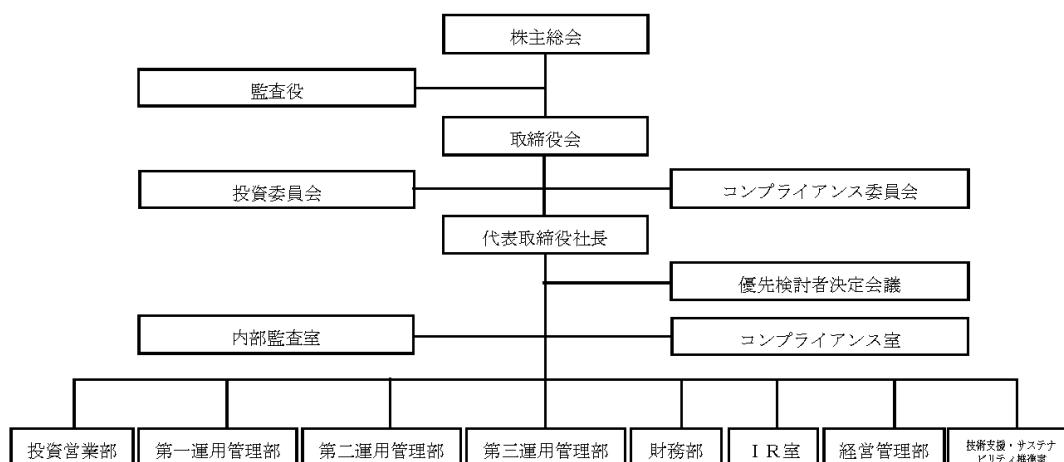 株主総会
監査役
取締役会
投資委員会
コンプライアンス委員会
代表取締役社長
優先検討者決定会議
内部監査室
コンプライアンス室
投資営業部
第一運用管理部
第二運用管理部
第三運用管理部
財務部
ＩＲ室
経営管理部
技術支援・サステナ
ビリティ推進室